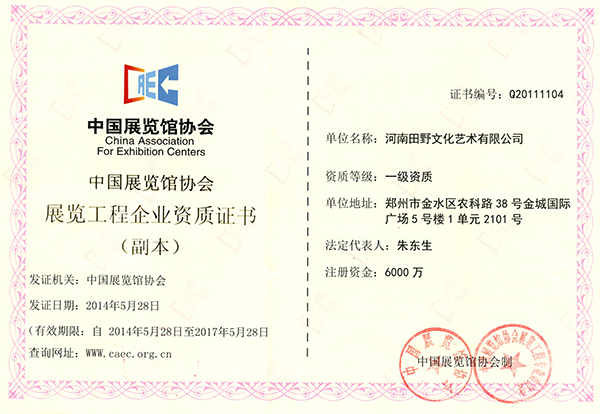 CAEC
中国展览馆协会
China Association
For Exhibition Centers
中国展览馆协会
展览工程企业资质证书
（副本）
发证机关：中国展览馆协会
发证日期：2014年5月28日
（有效期限：自 2014年5月28日至2017年5月28日
查询网址：www.caec.org.cn
证书编号：Q20111104
单位名称：河南田野文化艺术有限公司
资质等级：一级资质
单位地址：郑州市金水区农科路38号金城国际
广场5号楼1单元2101号
法定代表人：朱东生
注册资金：6000万
中国展览馆协会制
中国展览馆协会